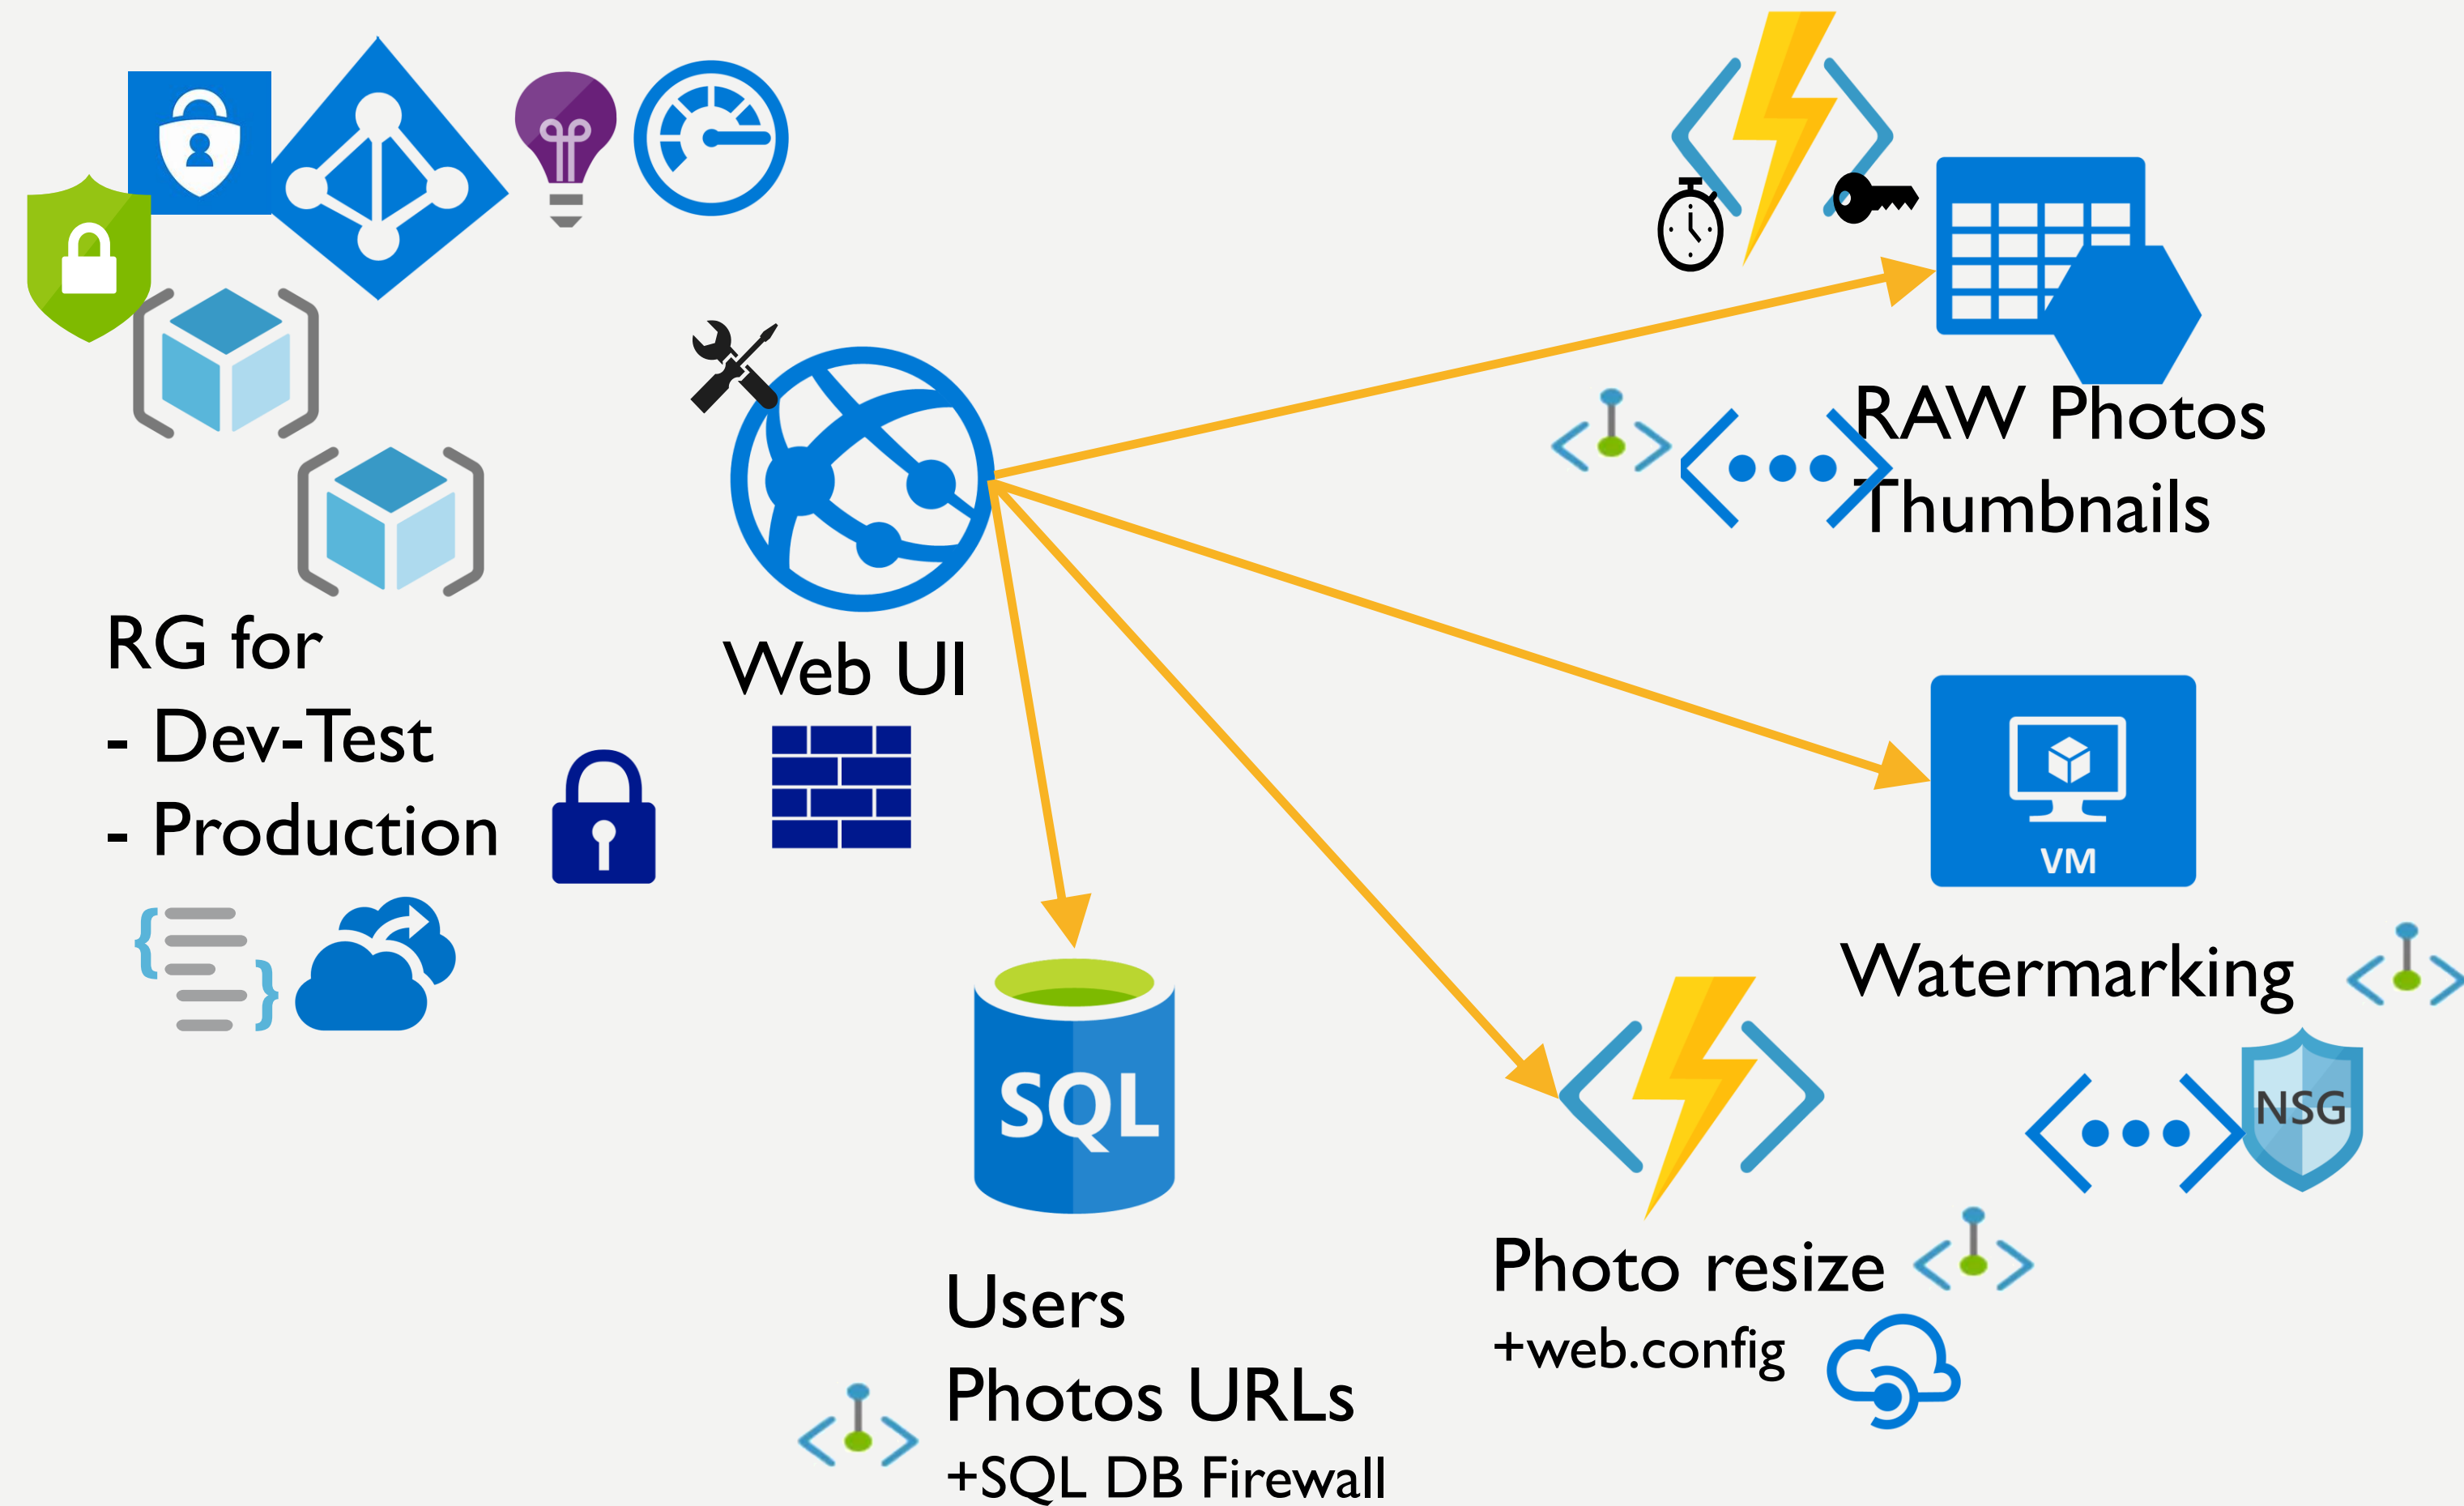 RG for
- Dev-Test
- Production
Web UI
RAW Photos
Thumbnails
VM
Watermarking
NSG
SQL
Users
Photos URLs
+SQL DB Firewall
Photo resize
+web.config